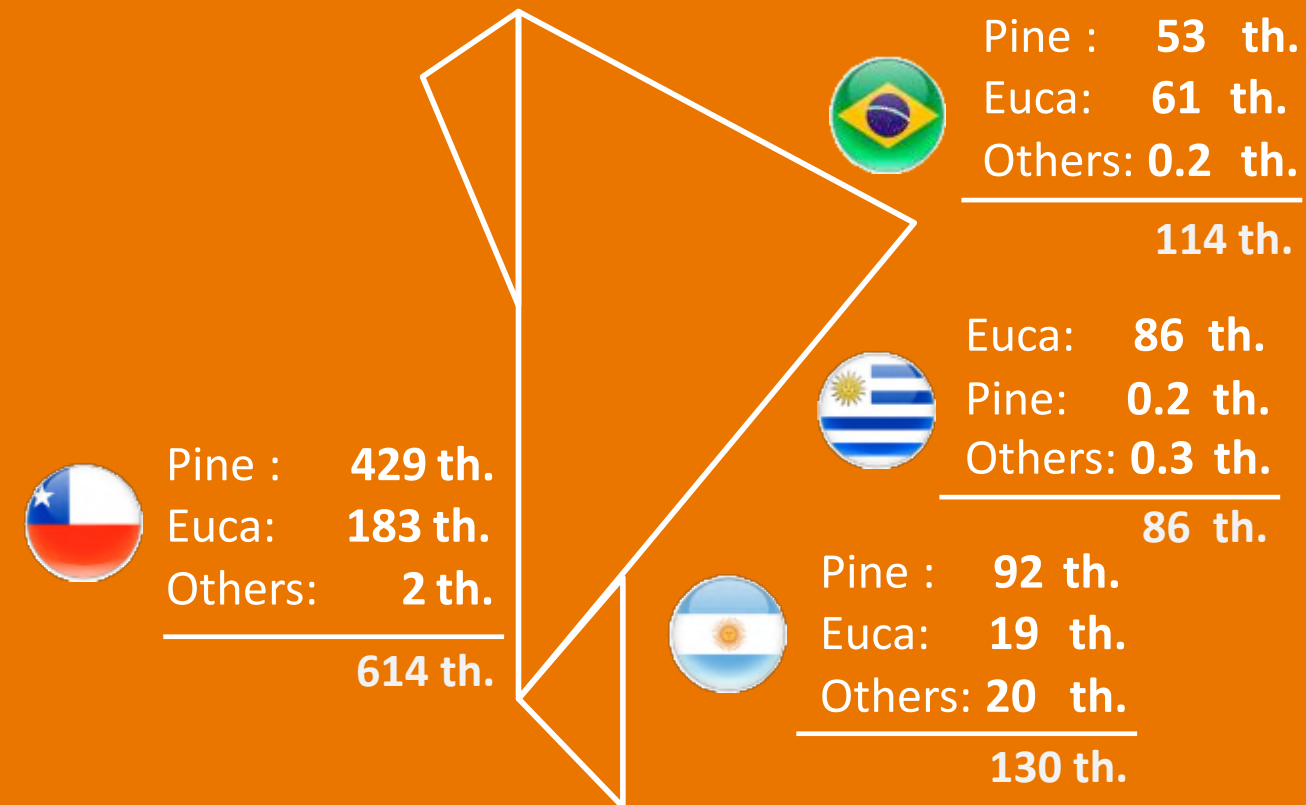 Pine : 53 th.
Euca: 61 th.
Others: 0.2 th.
114 th.
Euca: 86 th.
Pine: 0.2 th.
Others: 0.3 th.
86 th.
Pine : 429 th.
Euca: 183 th.
Others: 2 th.
614 th.
Pine : 92 th.
Euca: 19 th.
Others: 20 th.
130 th.